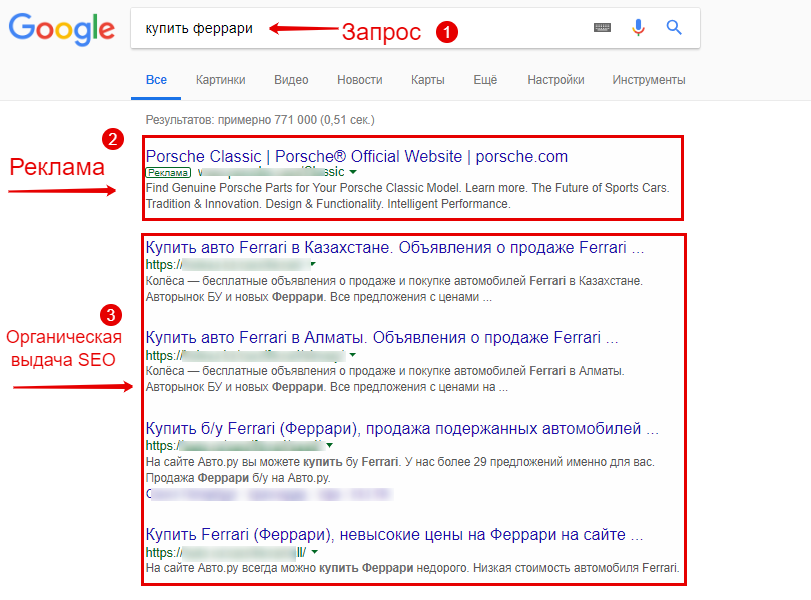 Google
купить феррари
Запрос 1
Все Картинки Видео Новости Карты Ещё Настройки Инструменты
Результатов: примерно 771 000 (0,51 сек.)
2
Реклама
Porsche Classic | Porsche® Official Website | porsche.com
Реклама
Find Genuine Porsche Parts for Your Porsche Classic Model. Learn more. The Future of Sports Cars.
Tradition & Innovation. Design & Functionality. Intelligent Performance.
3
Органическая
выдача SEO
Купить авто Ferrari в Казахстане. Объявления о продаже Ferrari ...
https://
Колёса — бесплатные объявления о продаже и покупке автомобилей Ferrari в Казахстане.
Авторынок БУ и новых Феррари. Все предложения с ценами ...
Купить авто Ferrari в Алматы. Объявления о продаже Ferrari ...
https:/
Колёса — бесплатные объявления о продаже и покупке автомобилей Ferrari в Алматы.
Авторынок БУ и новых Феррари. Все предложения с ценами на ...
Купить б/у Ferrari (Феррари), продажа подержанных автомобилей ...
https:/
На сайте Авто.ру вы можете купить бу Ferrari. У нас более 29 предложений именно для вас.
Продажа Феррари б/у на Авто.ру.
Купить Ferrari (Феррари), невысокие цены на Феррари на сайте ...
https://
На сайте Авто.ру всегда можно купить Феррари недорого. Низкая стоимость автомобиля Ferrari.